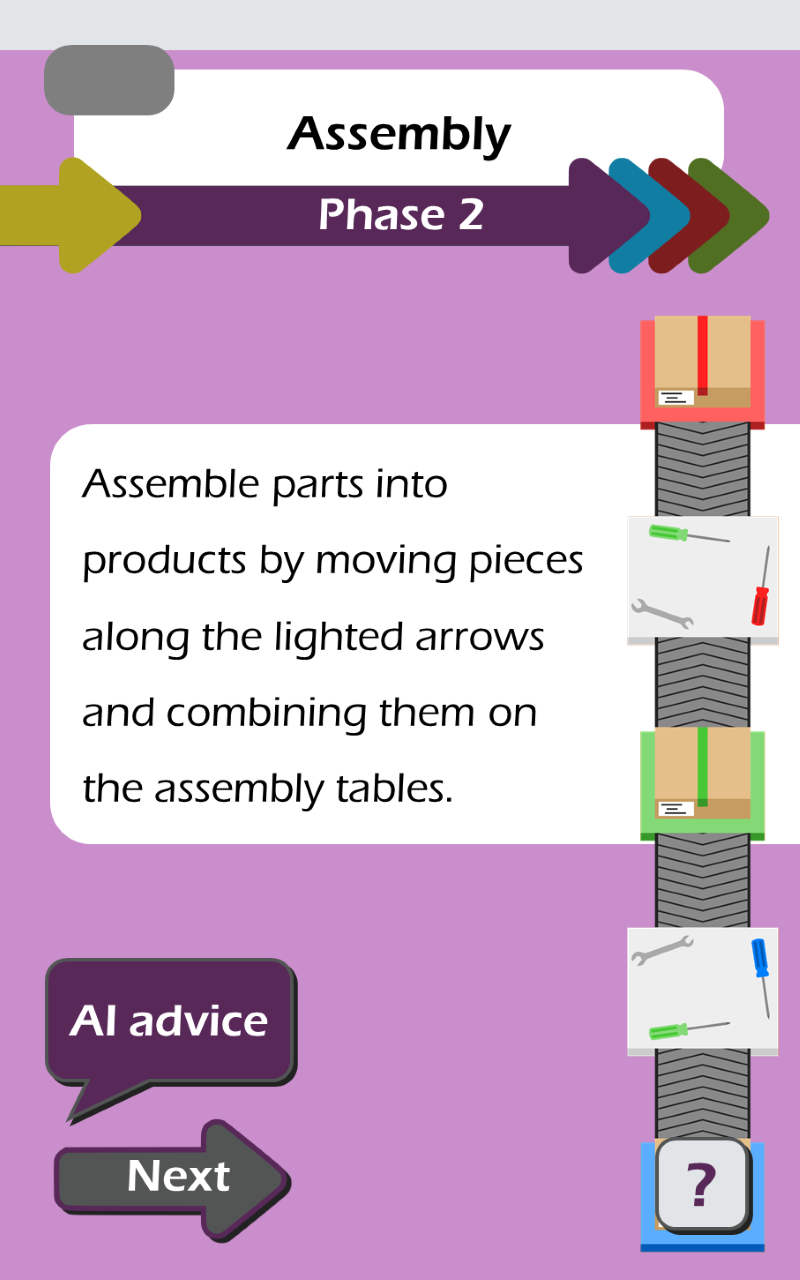 Assembly
Phase 2
Assemble parts into
products by moving pieces
along the lighted arrows
and combining them on
the assembly tables.
AI advice
Next
?